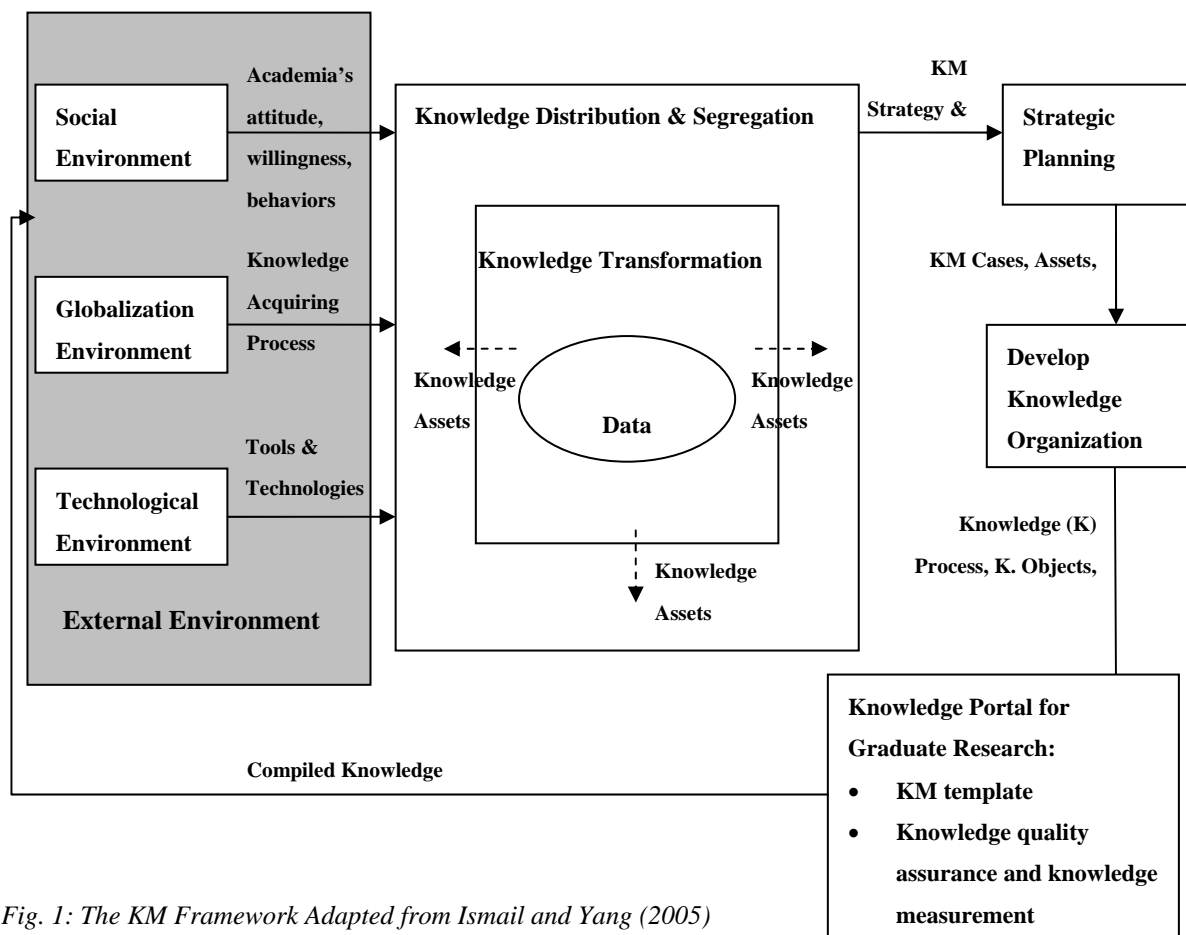 Social
Environment
Academia's
attitude,
willingness,
behaviors
Globalization
Environment
Knowledge
Acquiring
Process
Technological
Environment
Tools &
Technologies
External Environment
Knowledge Distribution & Segregation
Knowledge Transformation
Data
Knowledge
Assets
Knowledge
Assets
Knowledge
Assets
KM
Strategy &
Strategic
Planning
KM Cases, Assets,
Develop
Knowledge
Organization
Knowledge (K)
Process, K. Objects,
Knowledge Portal for
Graduate Research:
• KM template
• Knowledge quality
assurance and knowledge
measurement
Compiled Knowledge
Fig. 1: The KM Framework Adapted from Ismail and Yang (2005)